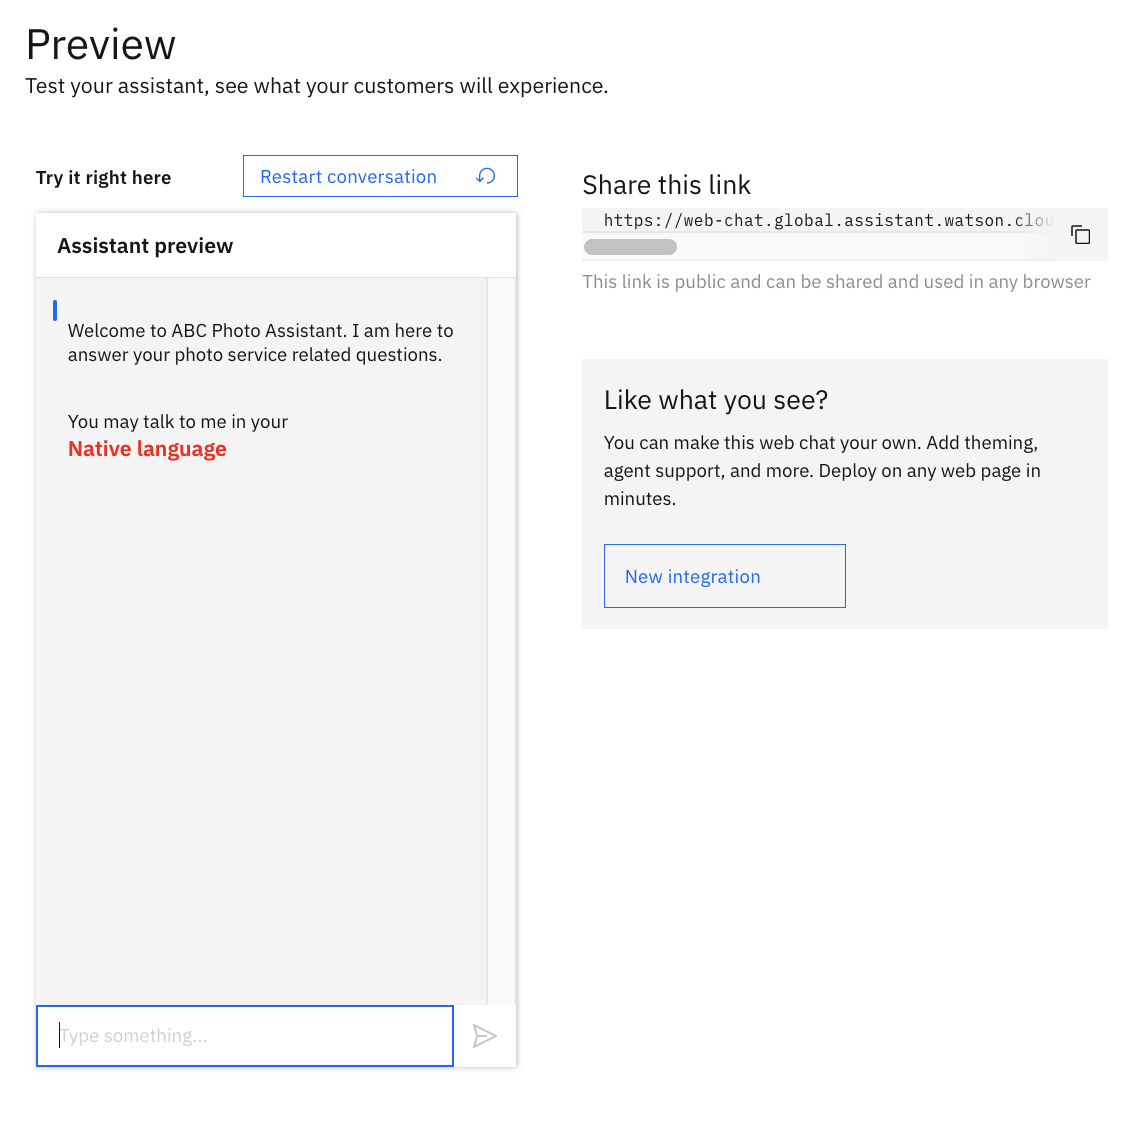 Preview
Test your assistant, see what your customers will experience.
Try it right here
Restart conversation
Assistant preview
Welcome to ABC Photo Assistant. I am here to
answer your photo service related questions.
You may talk to me in your
Native language
Type something...
Share this link
https://web-chat.global.assistant.watson.clou
This link is public and can be shared and used in any browser
Like what you see?
You can make this web chat your own. Add theming,
agent support, and more. Deploy on any web page in
minutes.
New integration